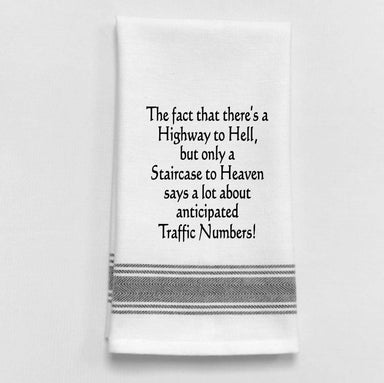 The fact that there's a
Highway to Hell,
but only a
Staircase to Heaven
says a lot about
anticipated
Traffic Numbers!